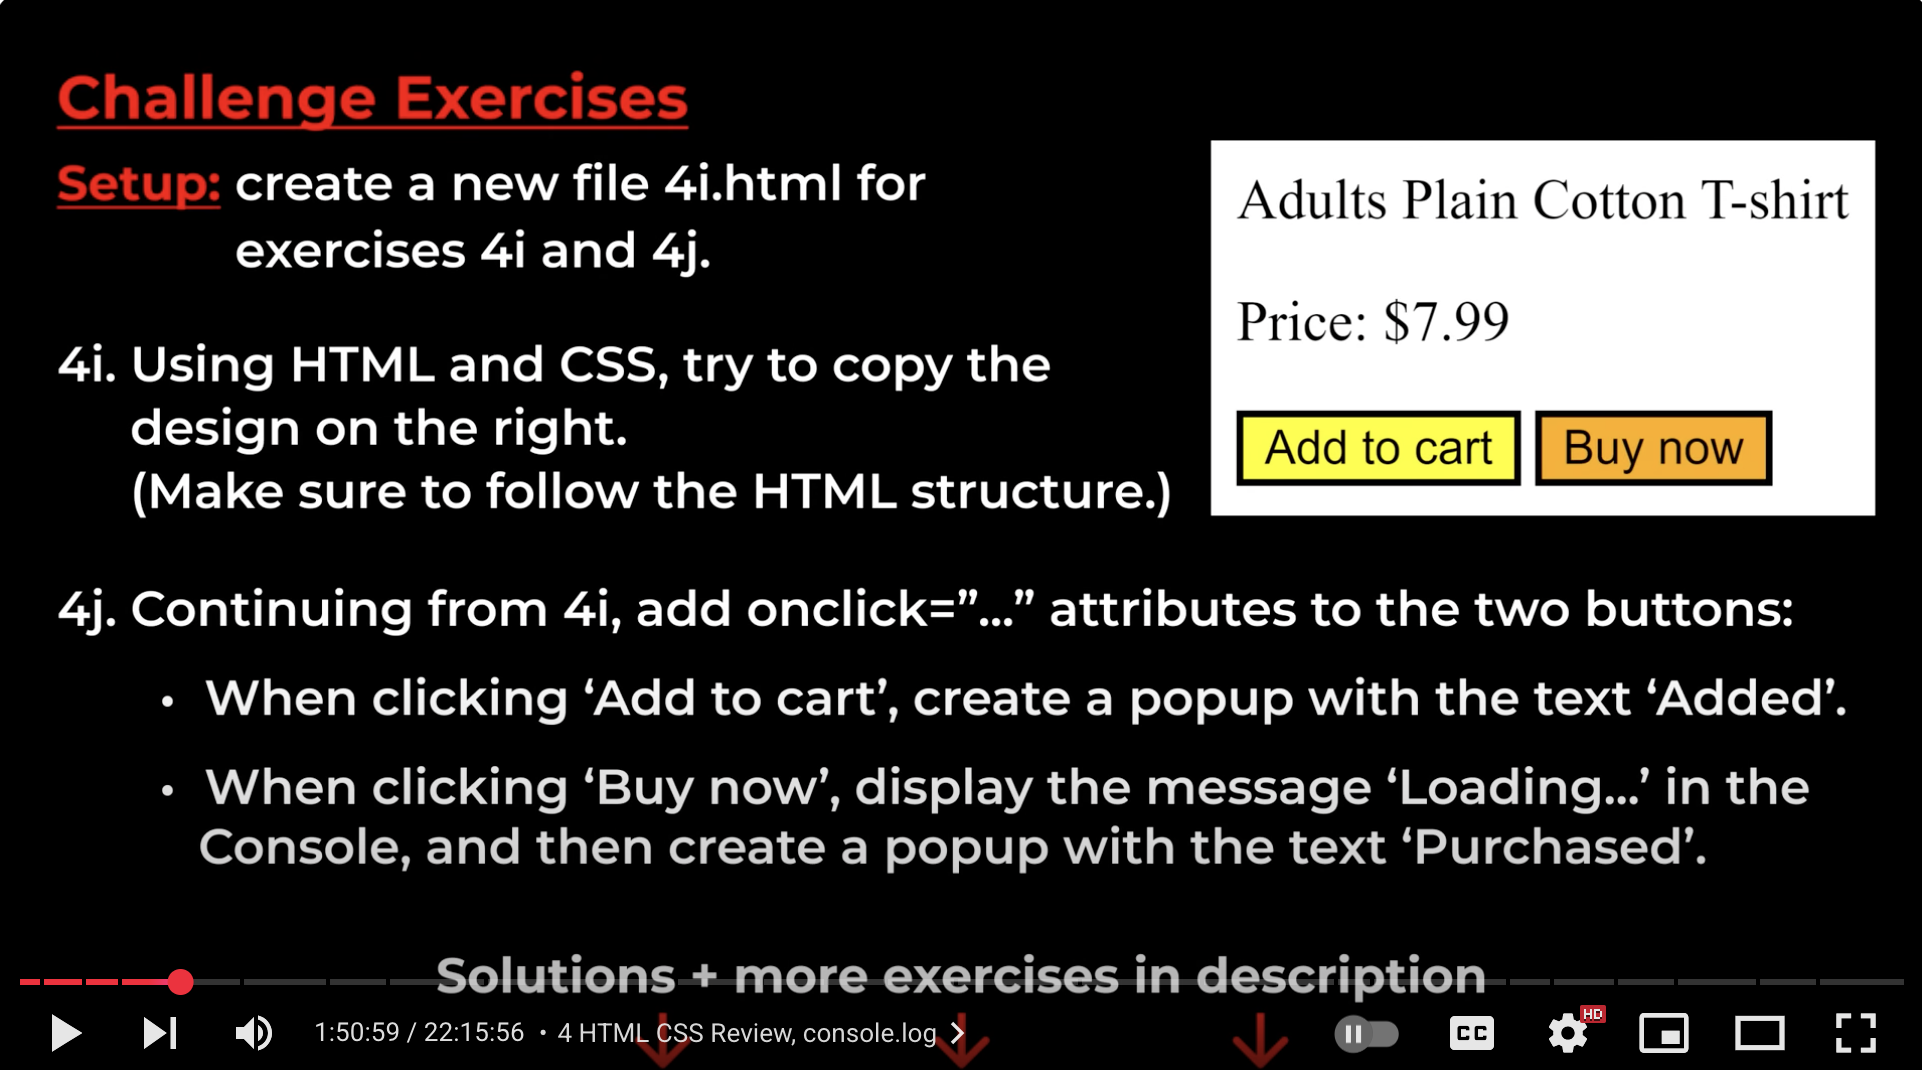 Challenge Exercises
Setup: create a new file 4i.html for
exercises 4i and 4j.
4i. Using HTML and CSS, try to copy the
design on the right.
(Make sure to follow the HTML structure.)
Adults Plain Cotton T-shirt
Price: $7.99
Add to cart
Buy now
4j. Continuing from 4i, add onclick=”...” attributes to the two buttons:
• When clicking ‘Add to cart’, create a popup with the text ‘Added’.
• When clicking ‘Buy now’, display the message ‘Loading...’ in the
Console, and then create a popup with the text ‘Purchased’.
Solutions + more exercises in description
1:50:59 / 22:15:56 • 4 HTML CSS Review, console.log
CC
HD